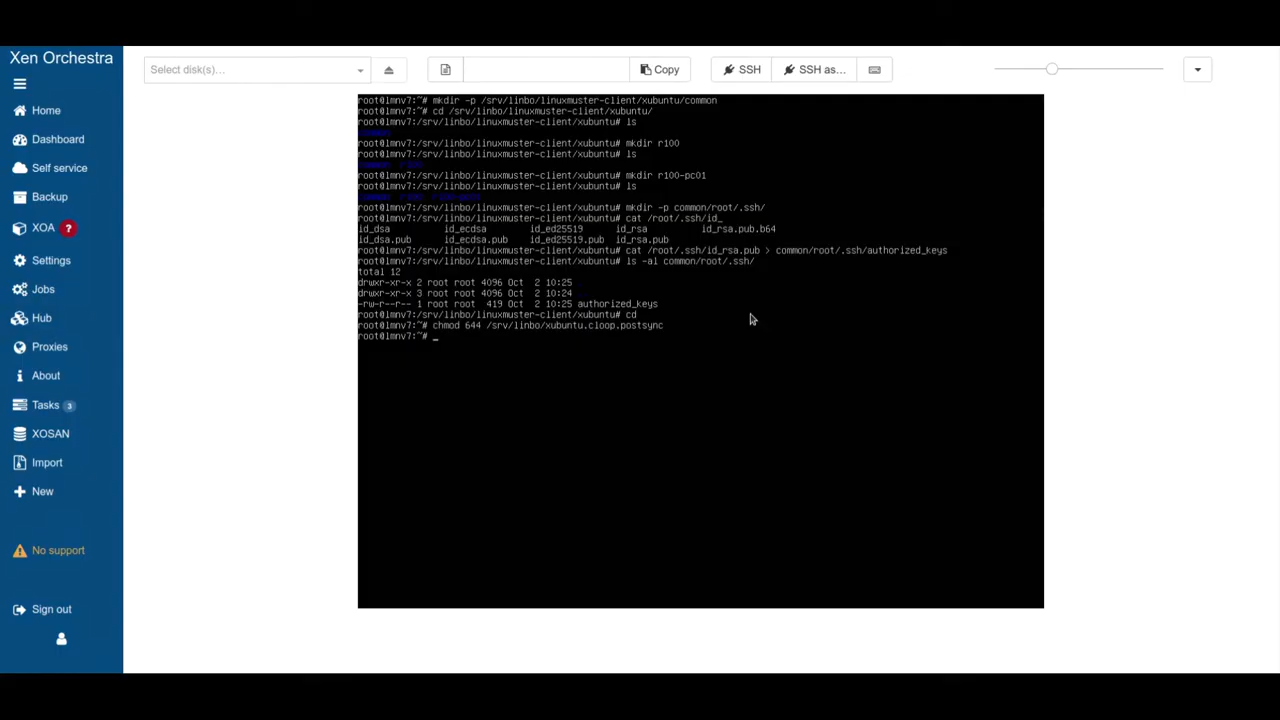 Xen Orchestra
Home
Dashboard
Self service
Backup
XOA ?
Settings
Jobs
Hub
Proxies
About
Tasks 3
XOSAN
Import
New
No support
Sign out
Select disk(s)...
Copy
SSH
SSH as...
root@lmnv7:~# mkdir -p /srv/linbo/linuxmuster-client/xubuntu/common
root@lmnv7:~# cd /srv/linbo/linuxmuster-client/xubuntu/
root@lmnv7:/srv/linbo/linuxmuster-client/xubuntu# ls
root@lmnv7:/srv/linbo/linuxmuster-client/xubuntu# mkdir r100
root@lmnv7:/srv/linbo/linuxmuster-client/xubuntu# ls
root@lmnv7:/srv/linbo/linuxmuster-client/xubuntu# mkdir r100-pc01
root@lmnv7:/srv/linbo/linuxmuster-client/xubuntu# ls
root@lmnv7:/srv/linbo/linuxmuster-client/xubuntu# mkdir -p common/root/.ssh/
root@lmnv7:/srv/linbo/linuxmuster-client/xubuntu# cat /root/.ssh/id_
id_dsa id_ecdsa id_ed25519 id_rsa id_rsa.pub.b64
id_dsa.pub id_ecdsa.pub id_ed25519.pub id_rsa.pub
root@lmnv7:/srv/linbo/linuxmuster-client/xubuntu# cat /root/.ssh/id_rsa.pub > common/root/.ssh/authorized_keys
root@lmnv7:/srv/linbo/linuxmuster-client/xubuntu# ls -al common/root/.ssh/
total 12
drwxr-xr-x 2 root root 4096 Oct 2 10:25
drwxr-xr-x 3 root root 4096 Oct 2 10:24
-rw-r--r-- 1 root root 419 Oct 2 10:25 authorized_keys
root@lmnv7:/srv/linbo/linuxmuster-client/xubuntu# cd
root@lmnv7:~# chmod 644 /srv/linbo/xubuntu.cloop.postsync
root@lmnv7:~# _